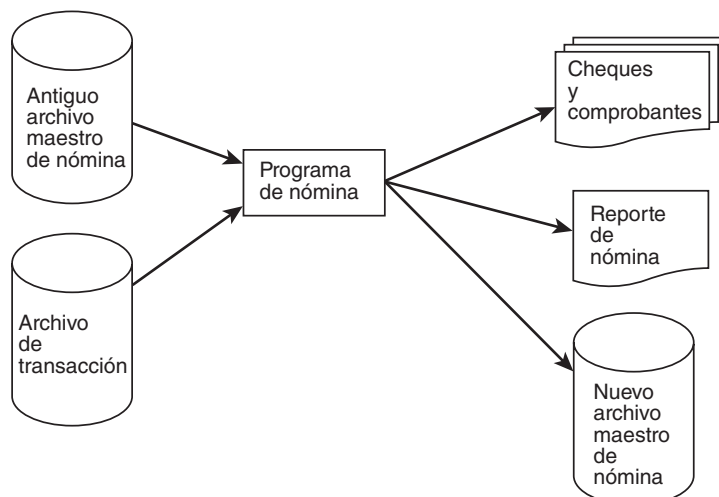 Antiguo
archivo
maestro
de nómina
Archivo
de
transacción
Programa
de nómina
Cheques
y
comprobantes
Reporte
de
nómina
Nuevo
archivo
maestro
de
nómina